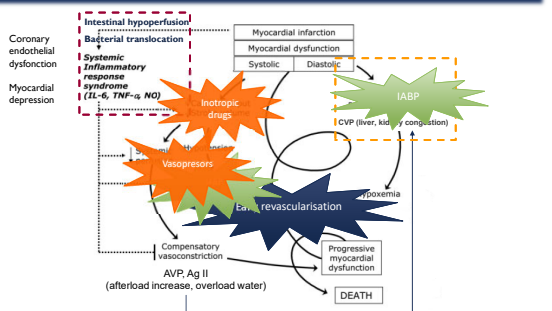 Intestinal hypoperfusion
Bacterial translocation
Systemic
Inflammatory
response
syndrome
(IL-6, TNF-α, NO)
Coronary
endothelial
dysfonction
Myocardial
depression
Myocardial infarction
Myocardial dysfunction
Systolic
Diastolic
Inotropic
drugs
IABP
CVP (liver, kidney congestion)
Vasopresors
Early revascularisation
Compensatory
vasoconstriction
AVP, Ag II
(afterload increase, overload water)
Progressive
myocardial
dysfunction
DEATH